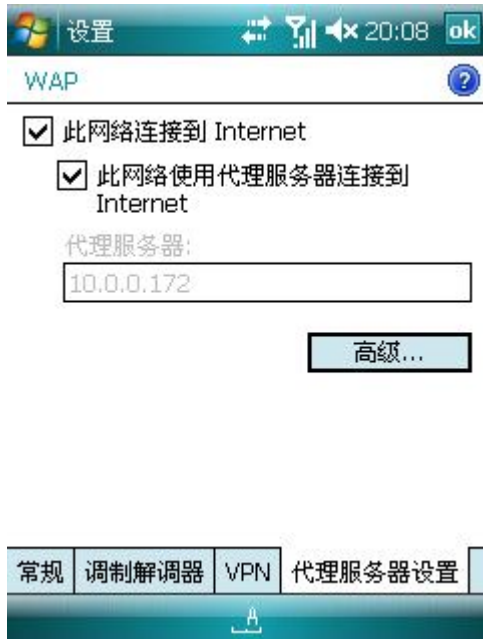 设置 20:08 ok
WAP
此网络连接到 Internet
此网络使用代理服务器连接到
Internet
代理服务器:
10.0.0.172
高级...
常规 调制解调器 VPN 代理服务器设置